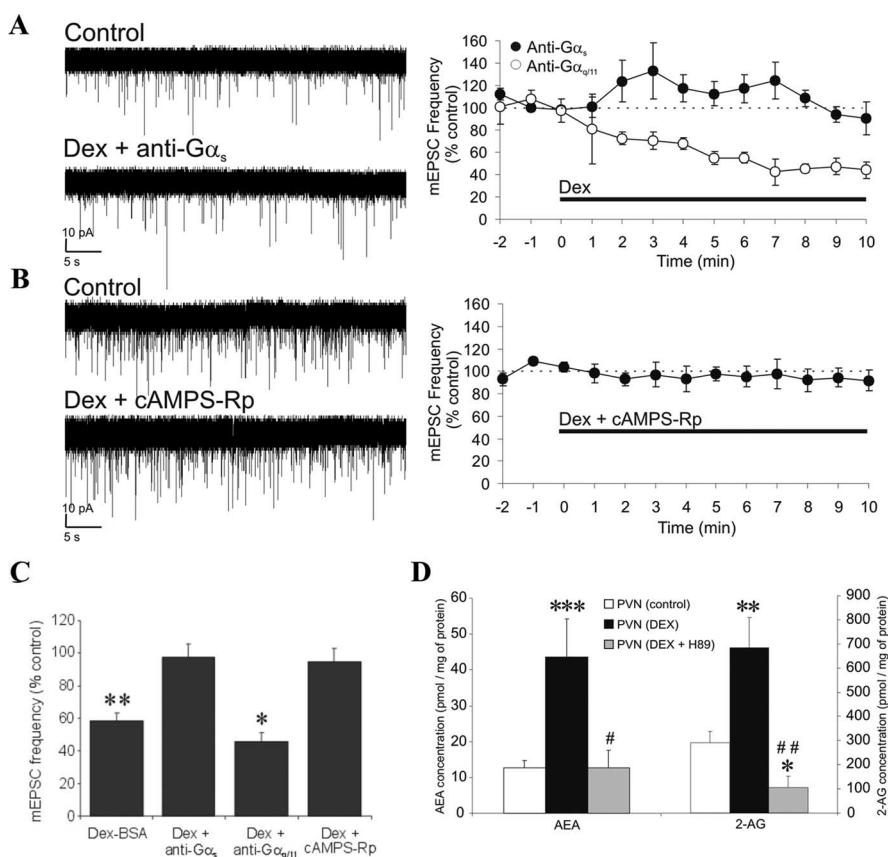 A
Control
Dex + anti-Gαs
10 pA
5 s
mEPSC Frequency
(% control)
160
140
120
100
80
60
40
20
0
Anti-Gαs
Anti-Gαq/11
Dex
-2 -1 0 1 2 3 4 5 6 7 8 9 10
Time (min)
B
Control
Dex + cAMPS-Rp
10 pA
5 s
mEPSC Frequency
(% control)
160
140
120
100
80
60
40
20
0
Dex + cAMPS-Rp
-2 -1 0 1 2 3 4 5 6 7 8 9 10
Time (min)
C
mEPSC frequency (% control)
120
100
80
60
40
20
0
**
*
Dex-BSA
Dex +
anti-Gαs
Dex +
anti-Gαq/11
Dex +
cAMPS-Rp
D
AEA concentration (pmol / mg of protein)
60
50
40
30
20
10
0
***
#
**
##
*
PVN (control)
PVN (DEX)
PVN (DEX + H89)
AEA
2-AG
900
800
700
600
500
400
300
200
100
000
2-AG concentration (pmol / mg of protein)